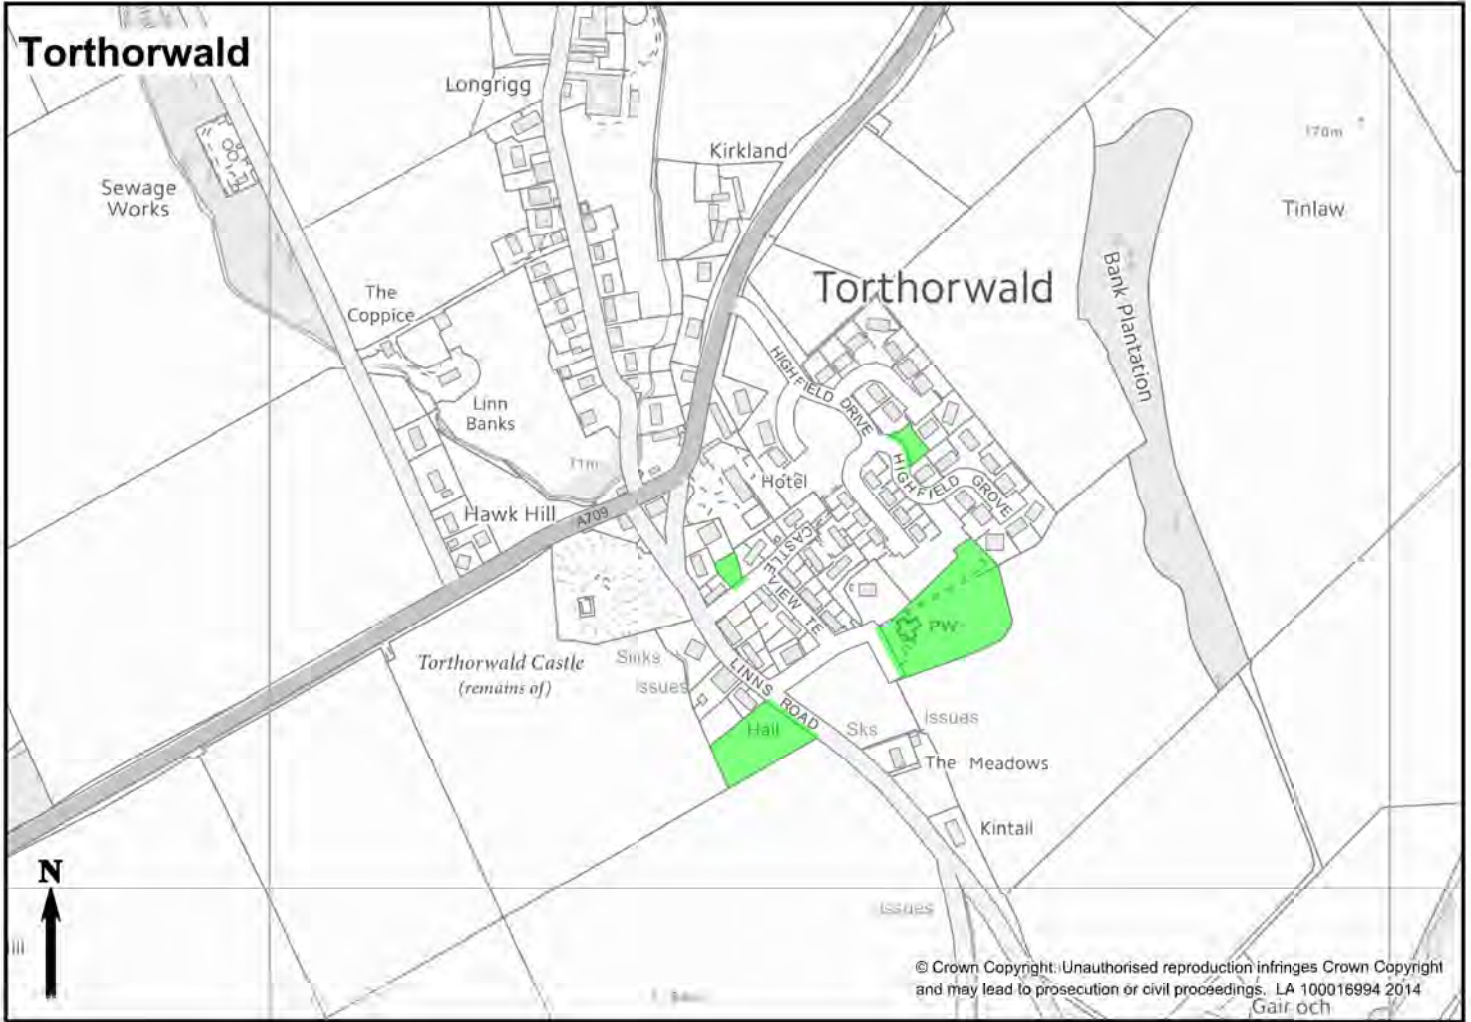 Torthorwald
Longrigg
Kirkland
170m
Sewage
Works
Tinlaw
The
Coppice
Torthorwald
Bank Plantation
HIGHFIELD DRIVE
Linn
Banks
71m
Hotel
HIGHFIELD GROVE
Hawk Hill
A709
CASTLE VIEW TE
PW
Torthorwald Castle
(remains of)
Sinks
Issues
LINNS ROAD
Hall
Sks
Issues
The Meadows
Kintail
N
Issues
© Crown Copyright. Unauthorised reproduction infringes Crown Copyright
and may lead to prosecution or civil proceedings. LA 100016994 2014